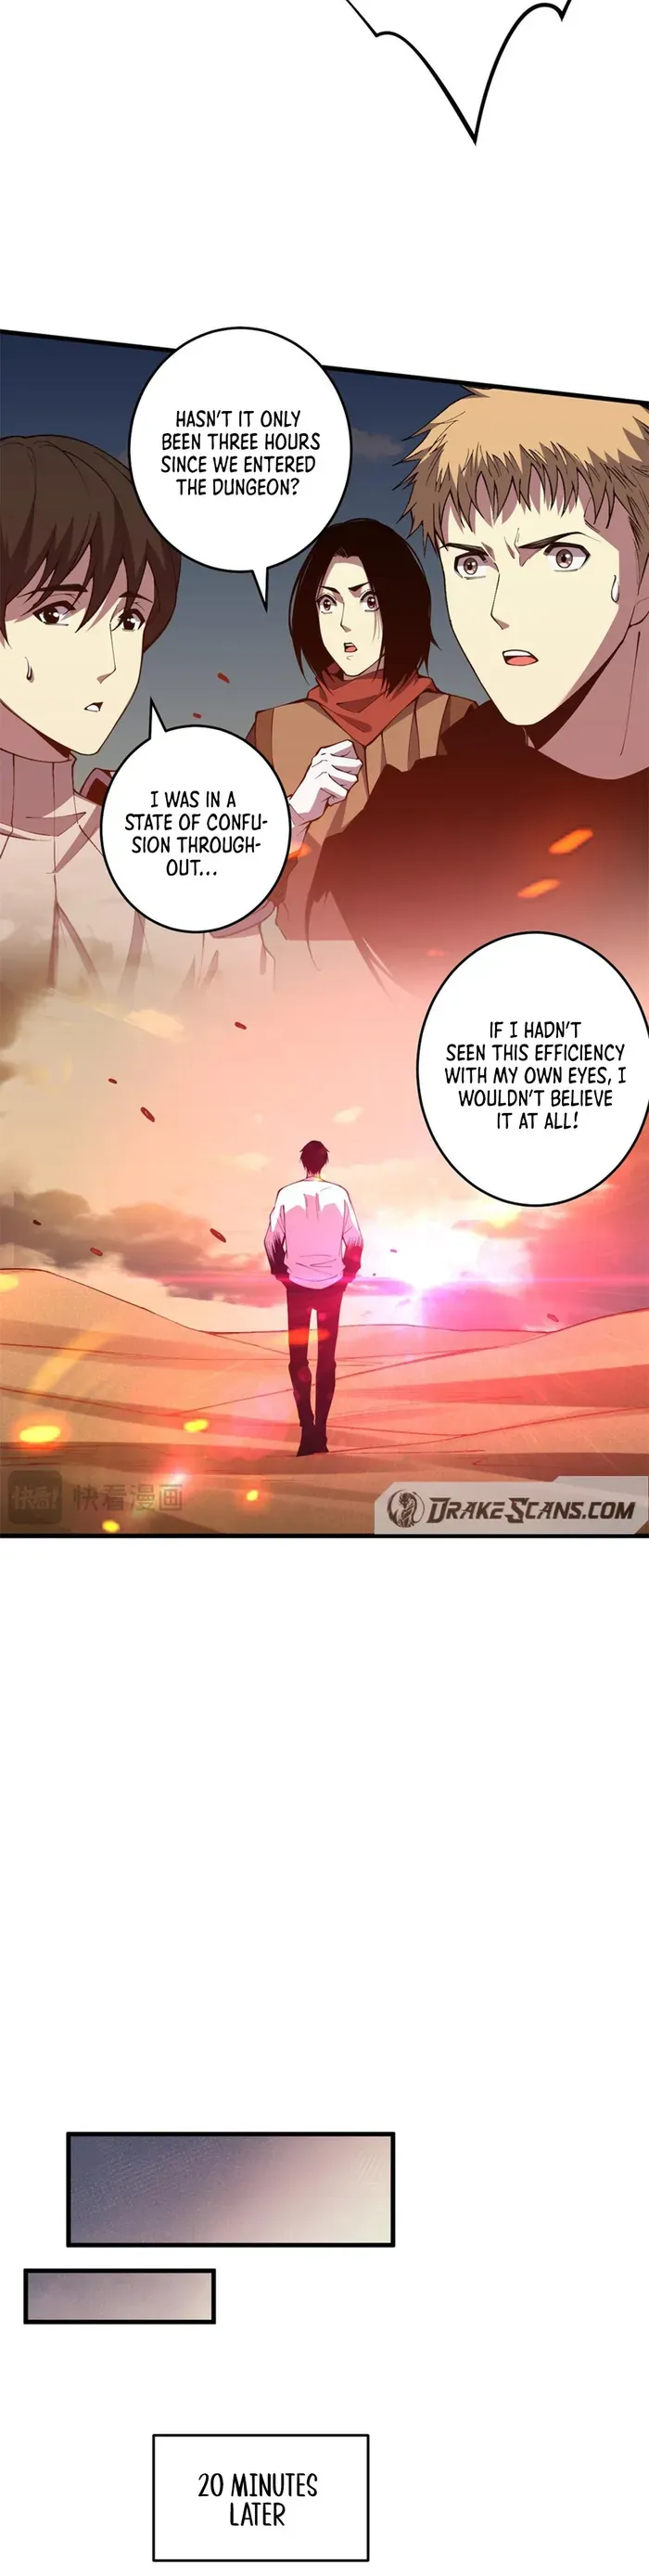 HASN'T IT ONLY
BEEN THREE HOURS
SINCE WE ENTERED
THE DUNGEON?
I WAS IN A
STATE OF CONFU-
SION THROUGH-
OUT...
IF I HADN'T
SEEN THIS EFFICIENCY
WITH MY OWN EYES, I
WOULDN'T BELIEVE
IT AT ALL!
快看! 快看漫画
DRAKESCANS.COM
20 MINUTES
LATER